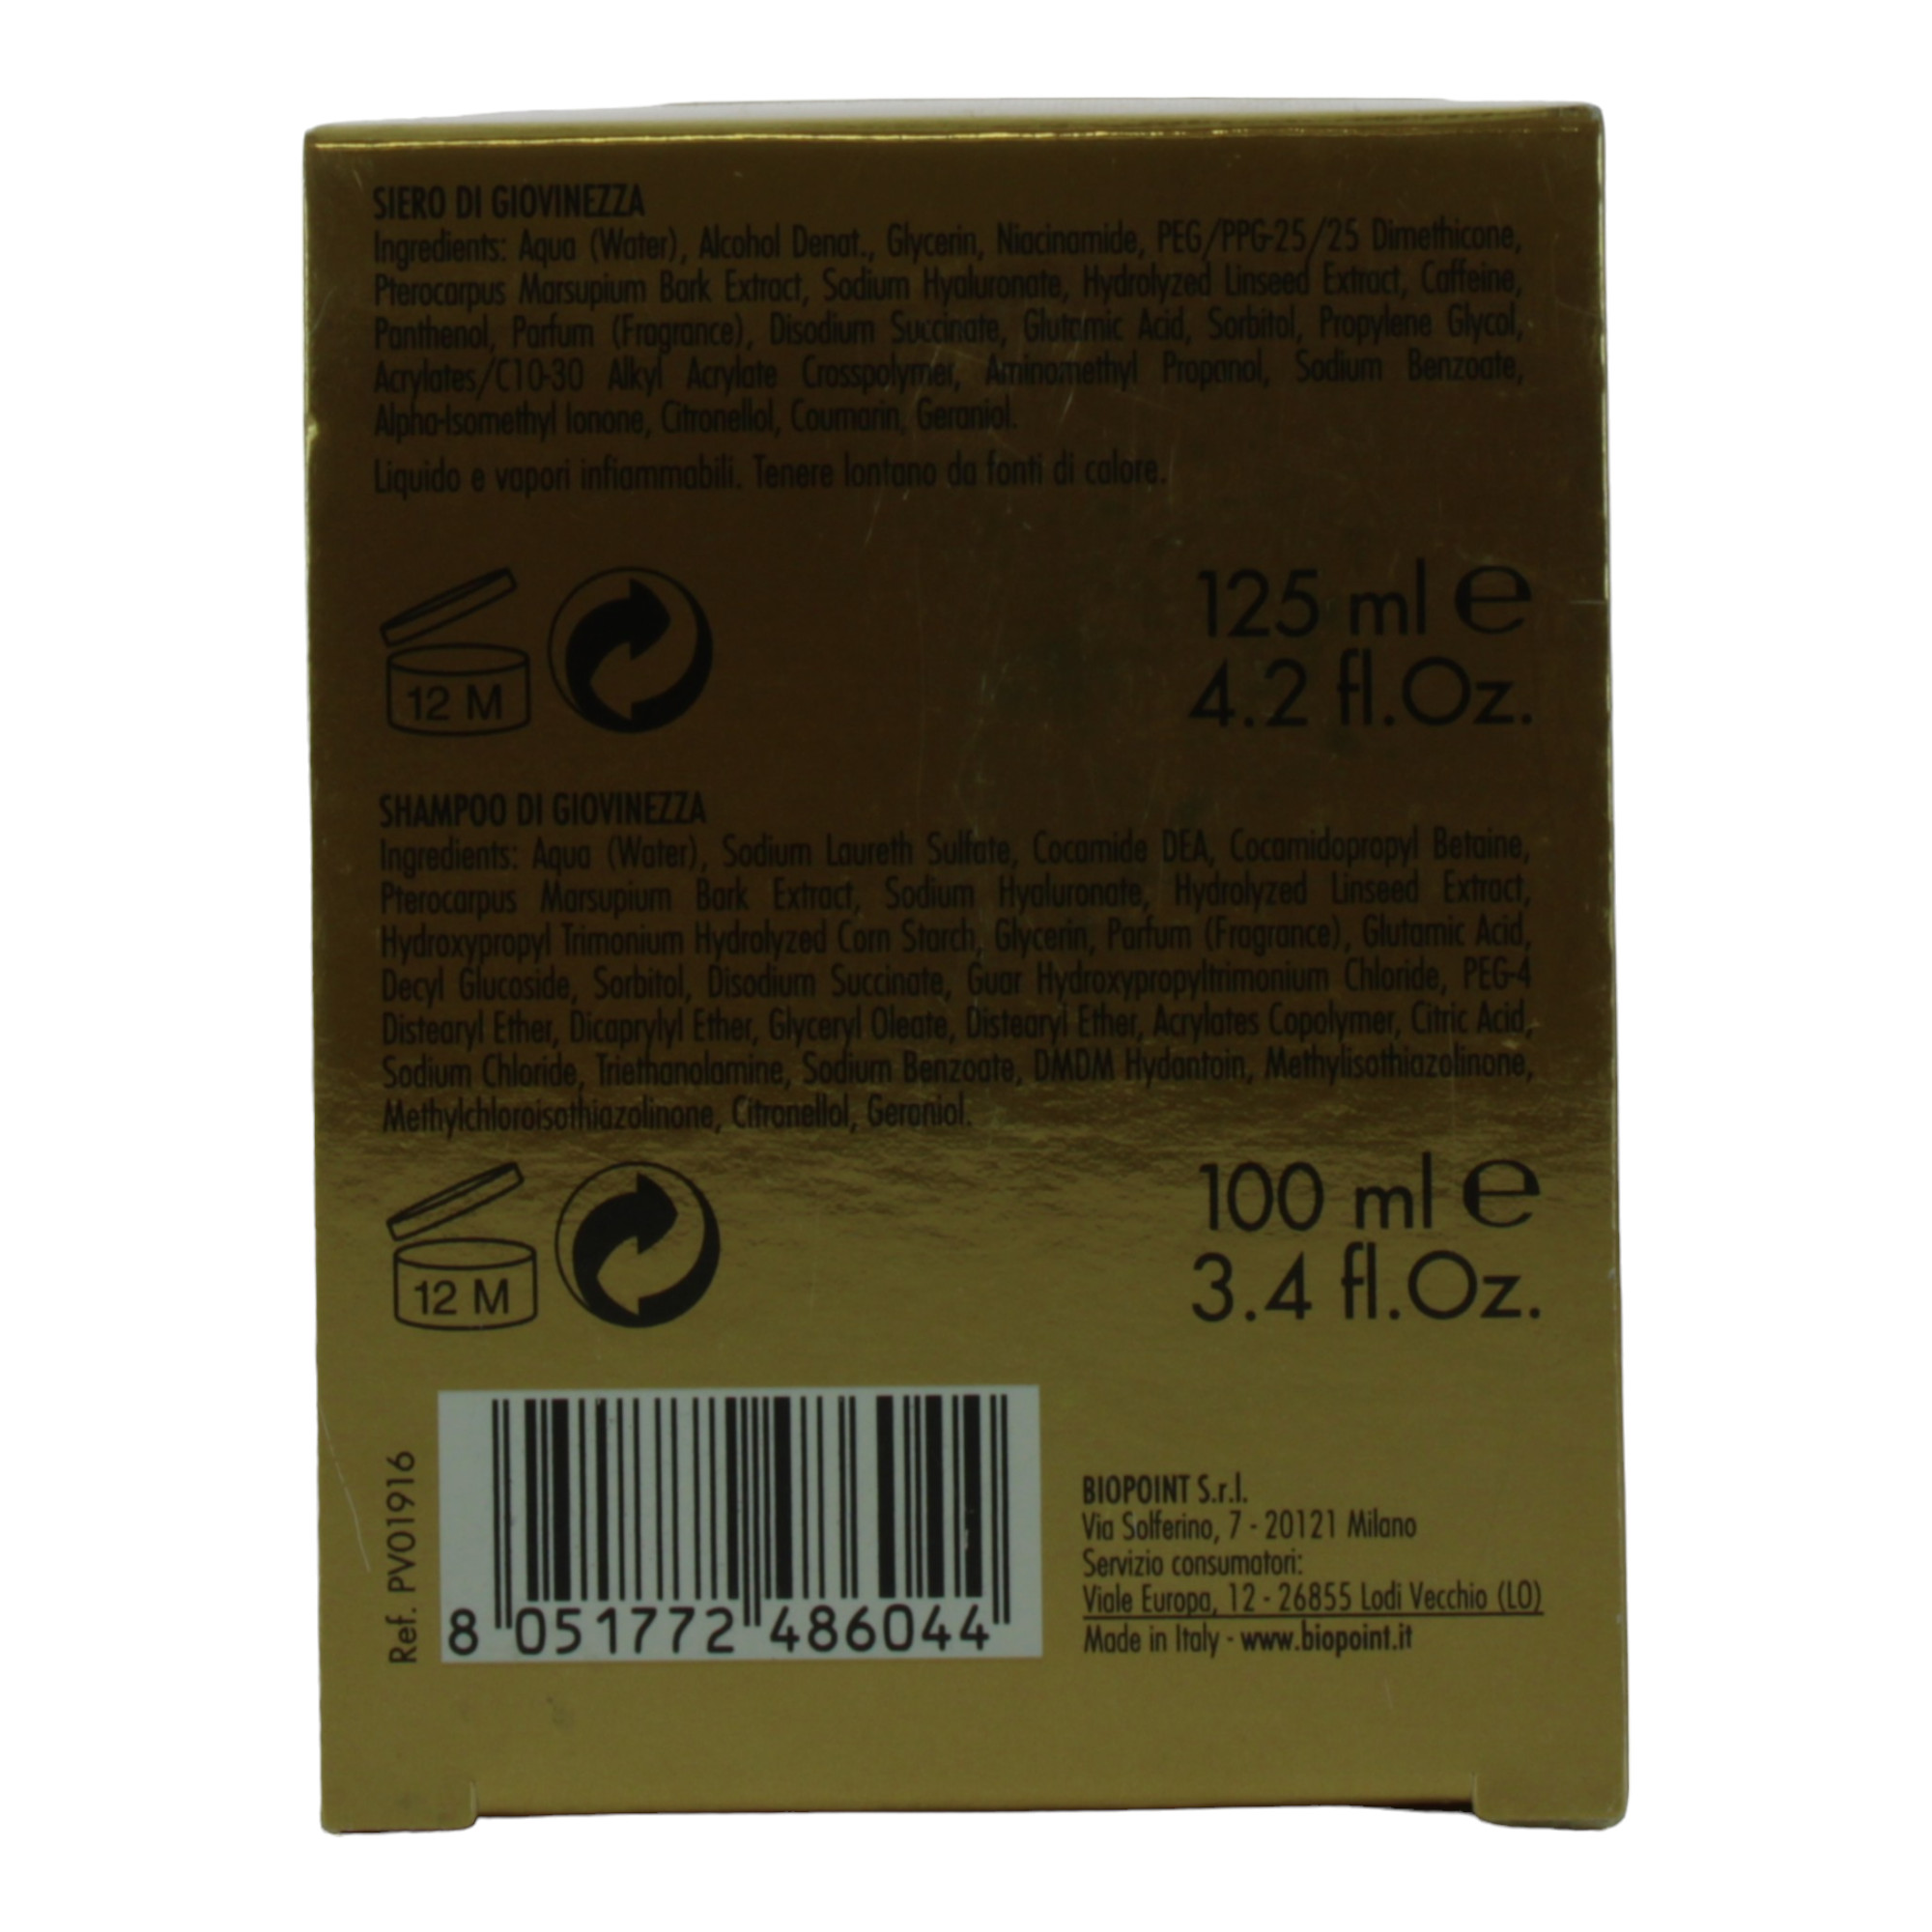 SIERO DI GIOVINEZZA
Ingredients: Aqua (Water), Alcohol Denat., Glycerin, Niacinamide, PEG/PPG-25/25 Dimethicone,
Pterocarpus Marsupium Bark Extract, Sodium Hyaluronate, Hydrolyzed Linseed Extract, Caffeine,
Panthenol, Parfum (Fragrance), Disodium Succinate, Glutamic Acid, Sorbitol, Propylene Glycol,
Acrylates/C10-30 Alkyl Acrylate Crosspolymer, Aminomethyl Propanol, Sodium Benzoate,
Alpha-Isomethyl Ionone, Citronellol, Coumarin, Geraniol.
Liquido e vapori infiammabili. Tenere lontano da fonti di calore.
12 M
125 ml e
4.2 fl.Oz.
SHAMPOO DI GIOVINEZZA
Ingredients: Aqua (Water), Sodium Laureth Sulfate, Cocamide DEA, Cocamidopropyl Betaine,
Pterocarpus Marsupium Bark Extract, Sodium Hyaluronate, Hydrolyzed Linseed Extract,
Hydroxypropyl Trimonium Hydrolyzed Corn Starch, Glycerin, Parfum (Fragrance), Glutamic Acid,
Decyl Glucoside, Sorbitol, Disodium Succinate, Guar Hydroxypropyltrimonium Chloride, PEG-4
Distearyl Ether, Dicaprylyl Ether, Glyceryl Oleate, Distearyl Ether, Acrylates Copolymer, Citric Acid,
Sodium Chloride, Triethanolamine, Sodium Benzoate, DMDM Hydantoin, Methylisothiazolinone,
Methylchloroisothiazolinone, Citronellol, Geraniol.
12 M
100 ml e
3.4 fl.Oz.
Ref. PV01916
8 051772 486044
BIOPOINT S.r.l.
Via Solferino, 7 - 20121 Milano
Servizio consumatori:
Viale Europa, 12 - 26855 Lodi Vecchio (LO)
Made in Italy - www.biopoint.it